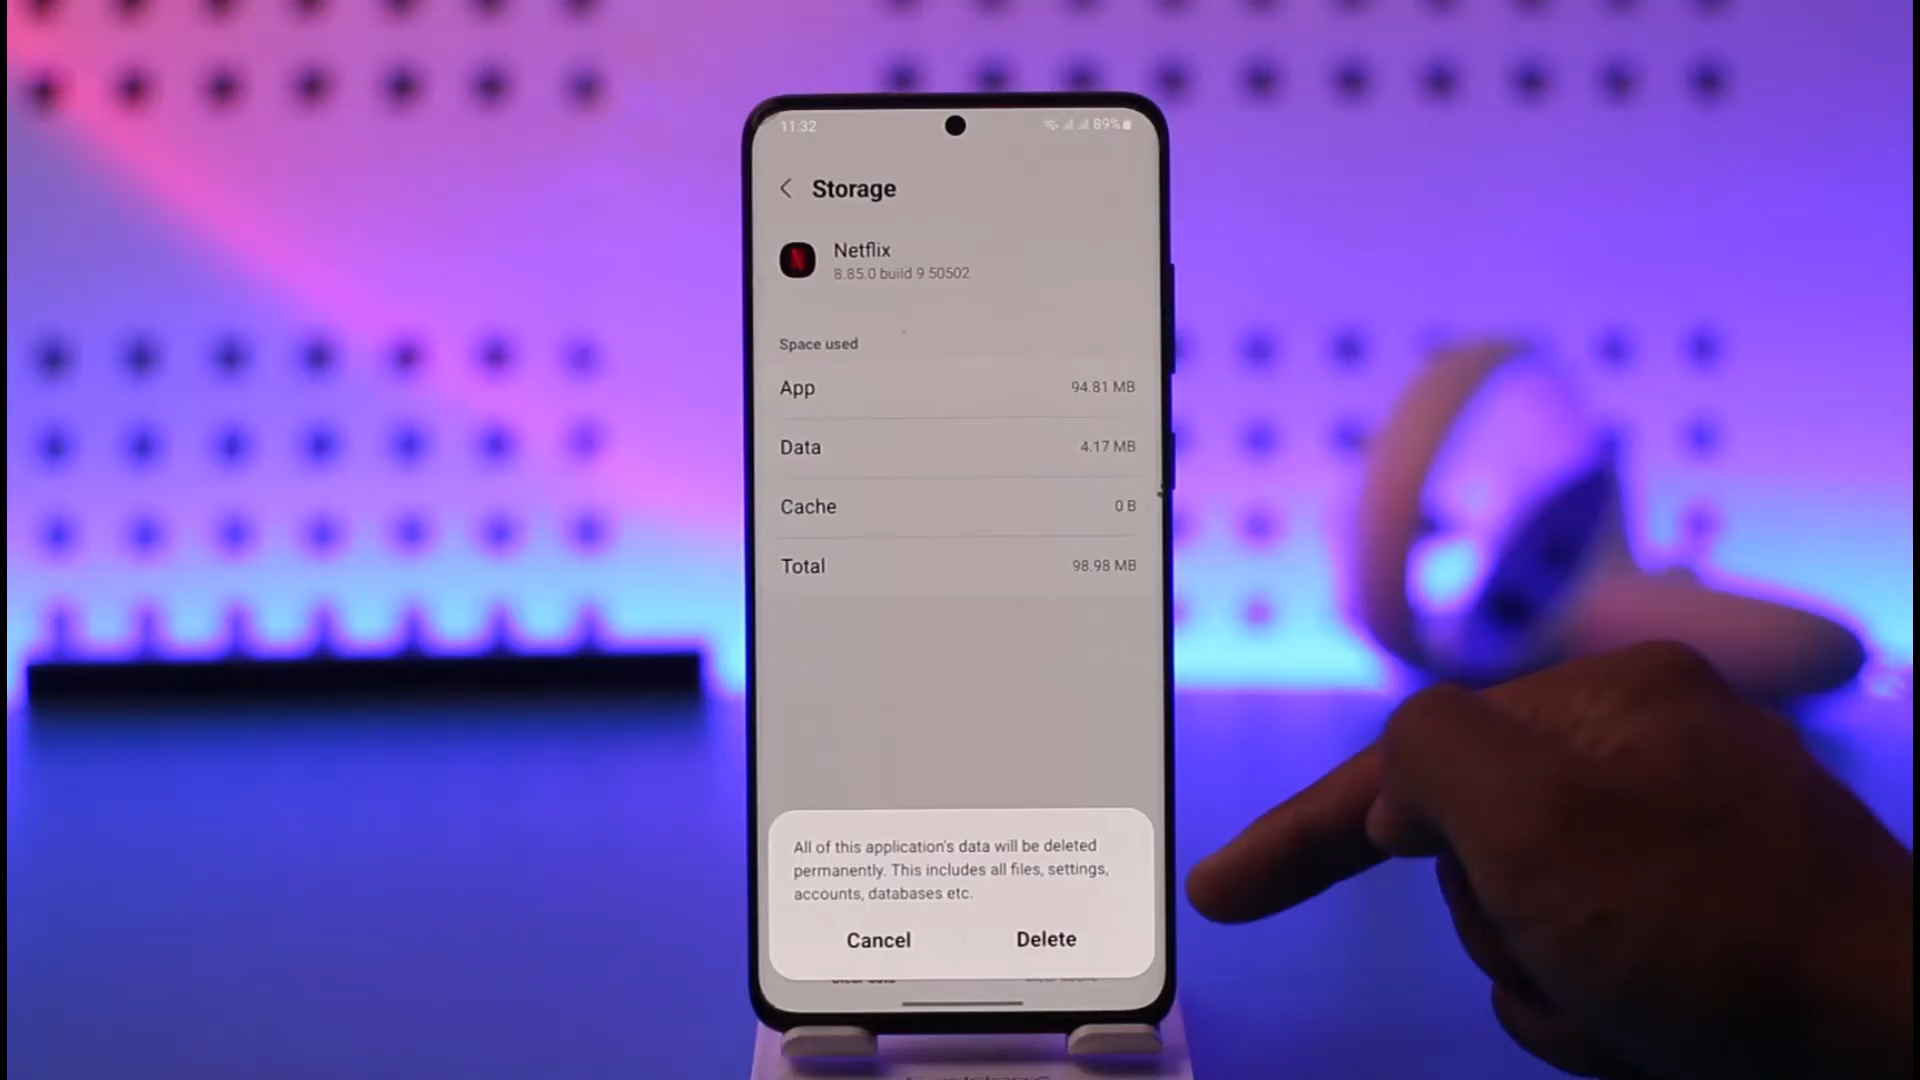 11:32
89%
Storage
Netflix
8.85.0 build 9 50502
Space used
App 94.81 MB
Data 4.17 MB
Cache 0 B
Total 98.98 MB
All of this application's data will be deleted
permanently. This includes all files, settings,
accounts, databases etc.
Cancel Delete